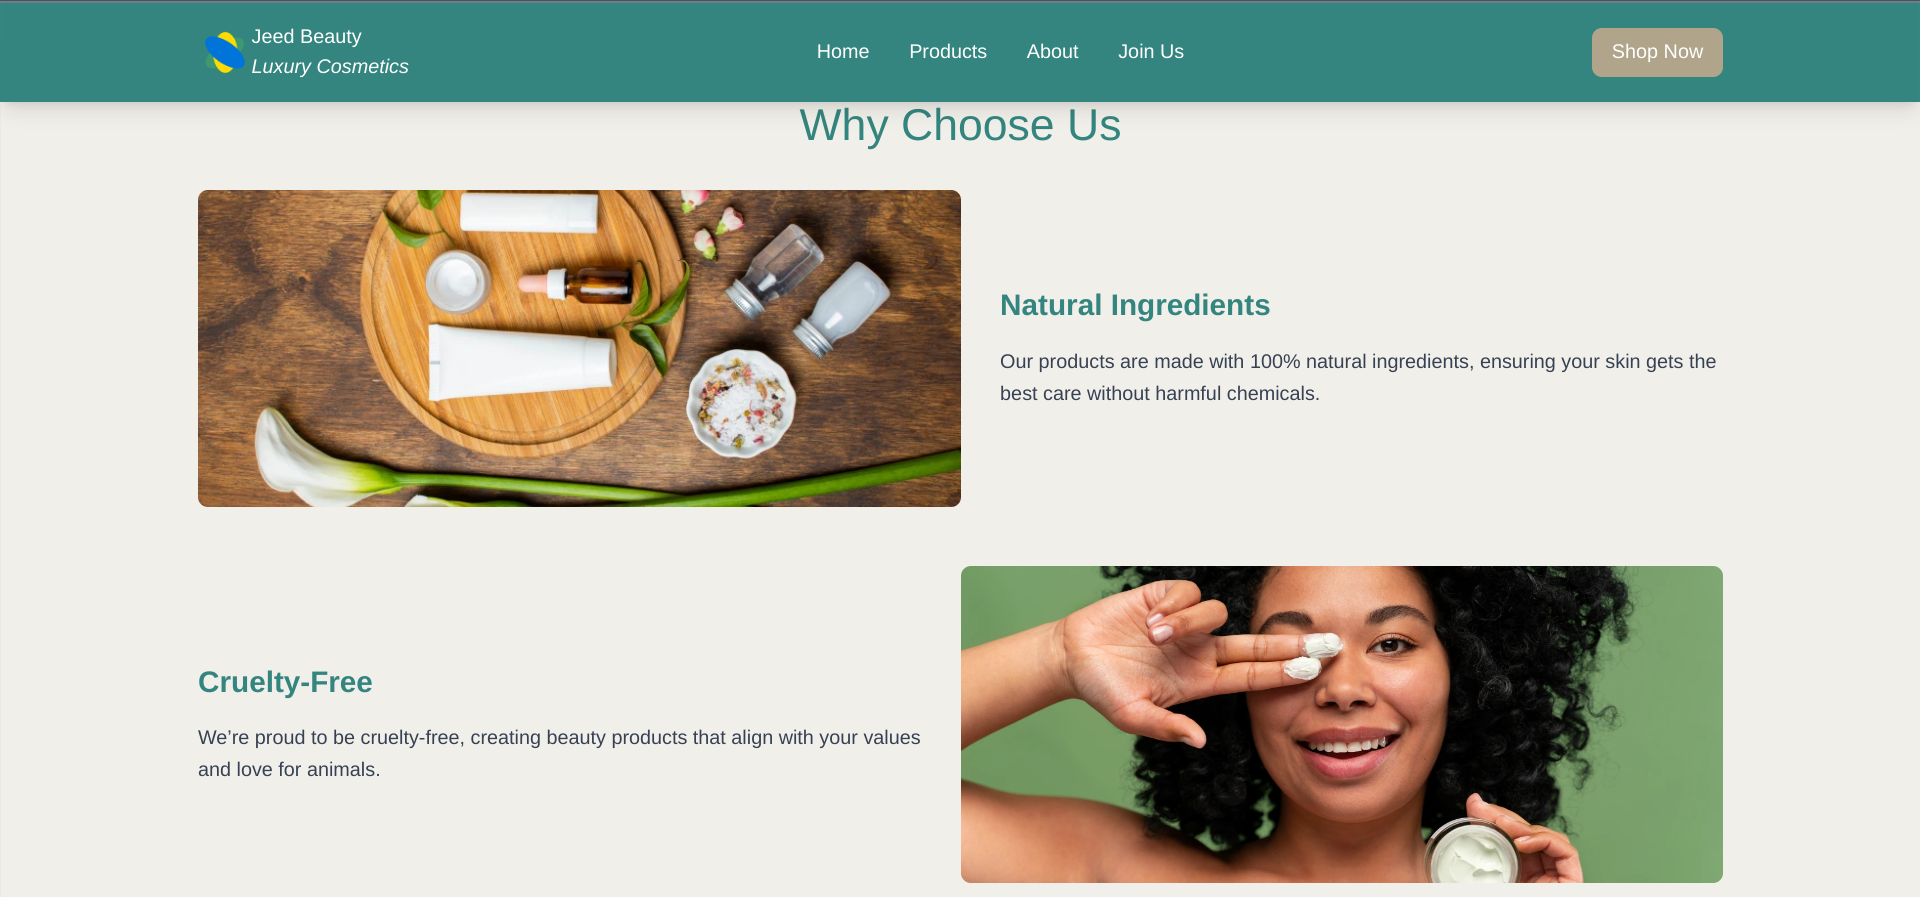 Jeed Beauty
Luxury Cosmetics
Home
Products
About
Join Us
Shop Now
Why Choose Us
Natural Ingredients
Our products are made with 100% natural ingredients, ensuring your skin gets the
best care without harmful chemicals.
Cruelty-Free
We’re proud to be cruelty-free, creating beauty products that align with your values
and love for animals.